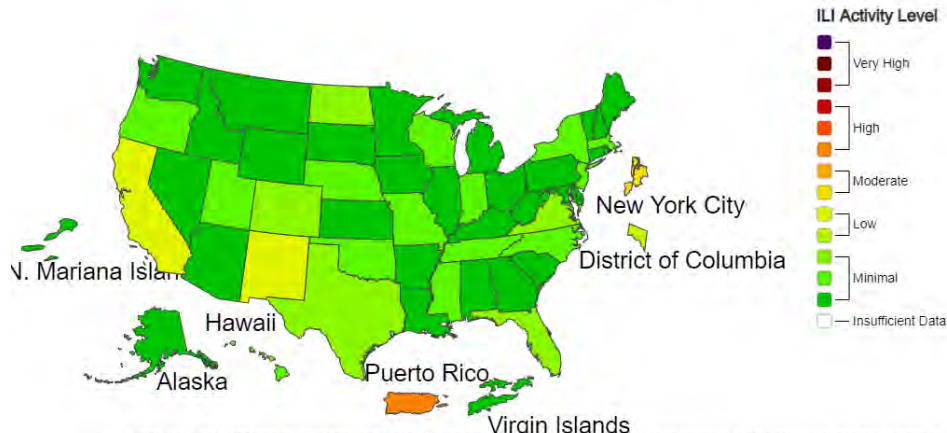 ILI Activity Level
Very High
High
Moderate
Low
Minimal
Insufficient Data
New York City
District of Columbia
N. Mariana Islan
Hawaii
Alaska
Puerto Rico
Virgin Islands